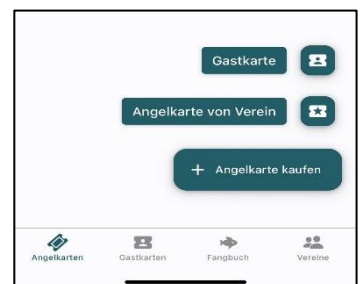 Gastkarte
Angelkarte von Verein
+ Angelkarte kaufen
Angelkarten Gastkarten Fangbuch Vereine